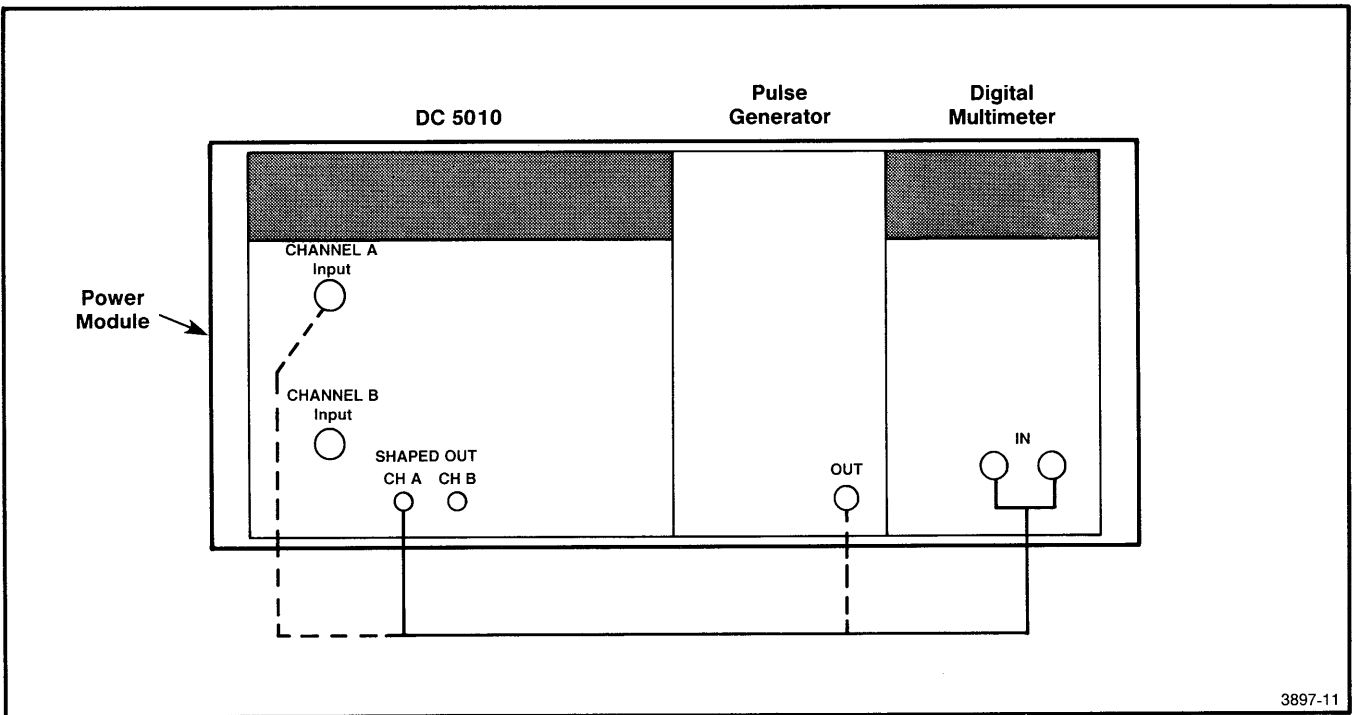 DC 5010
Pulse
Generator
Digital
Multimeter
CHANNEL A
Input
Power
Module
CHANNEL B
Input
SHAPED OUT
CH A CH B
OUT
IN
3897-11